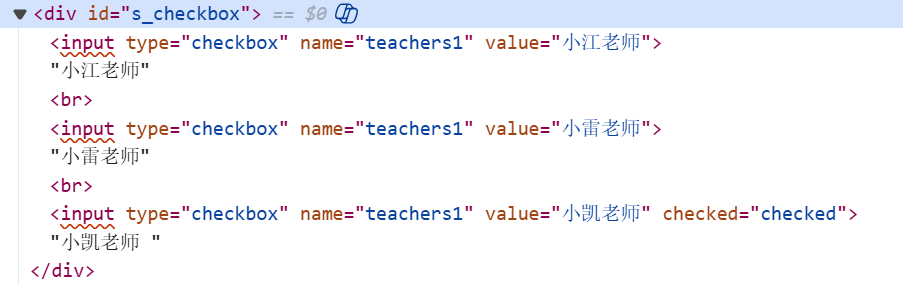 <div id="s_checkbox"> == $0
<input type="checkbox" name="teachers1" value="小江老师">
"小江老师"
<br>
<input type="checkbox" name="teachers1" value="小雷老师">
"小雷老师"
<br>
<input type="checkbox" name="teachers1" value="小凯老师" checked="checked">
"小凯老师 "
</div>